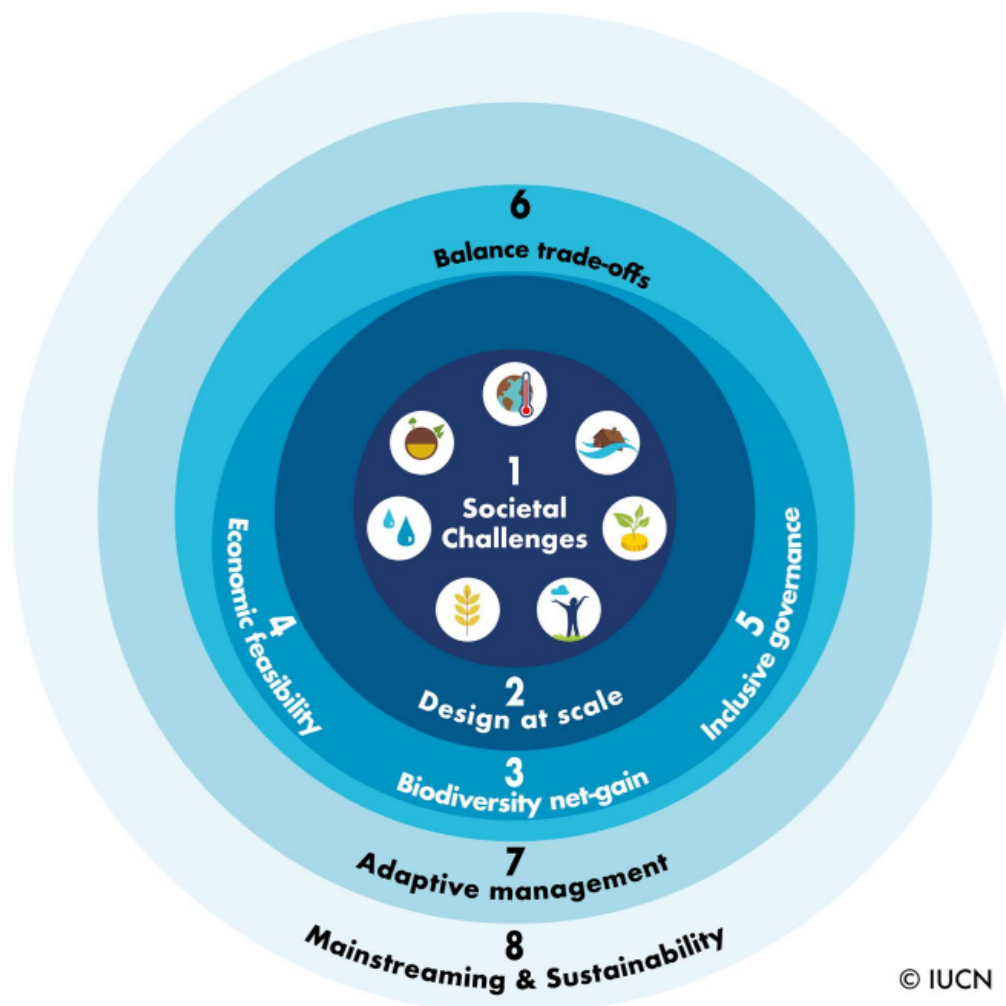 6
Balance trade-offs
1
Societal
Challenges
4
Economic feasibility
5
Inclusive governance
2
Design at scale
3
Biodiversity net-gain
7
Adaptive management
8
Mainstreaming & Sustainability
© IUCN